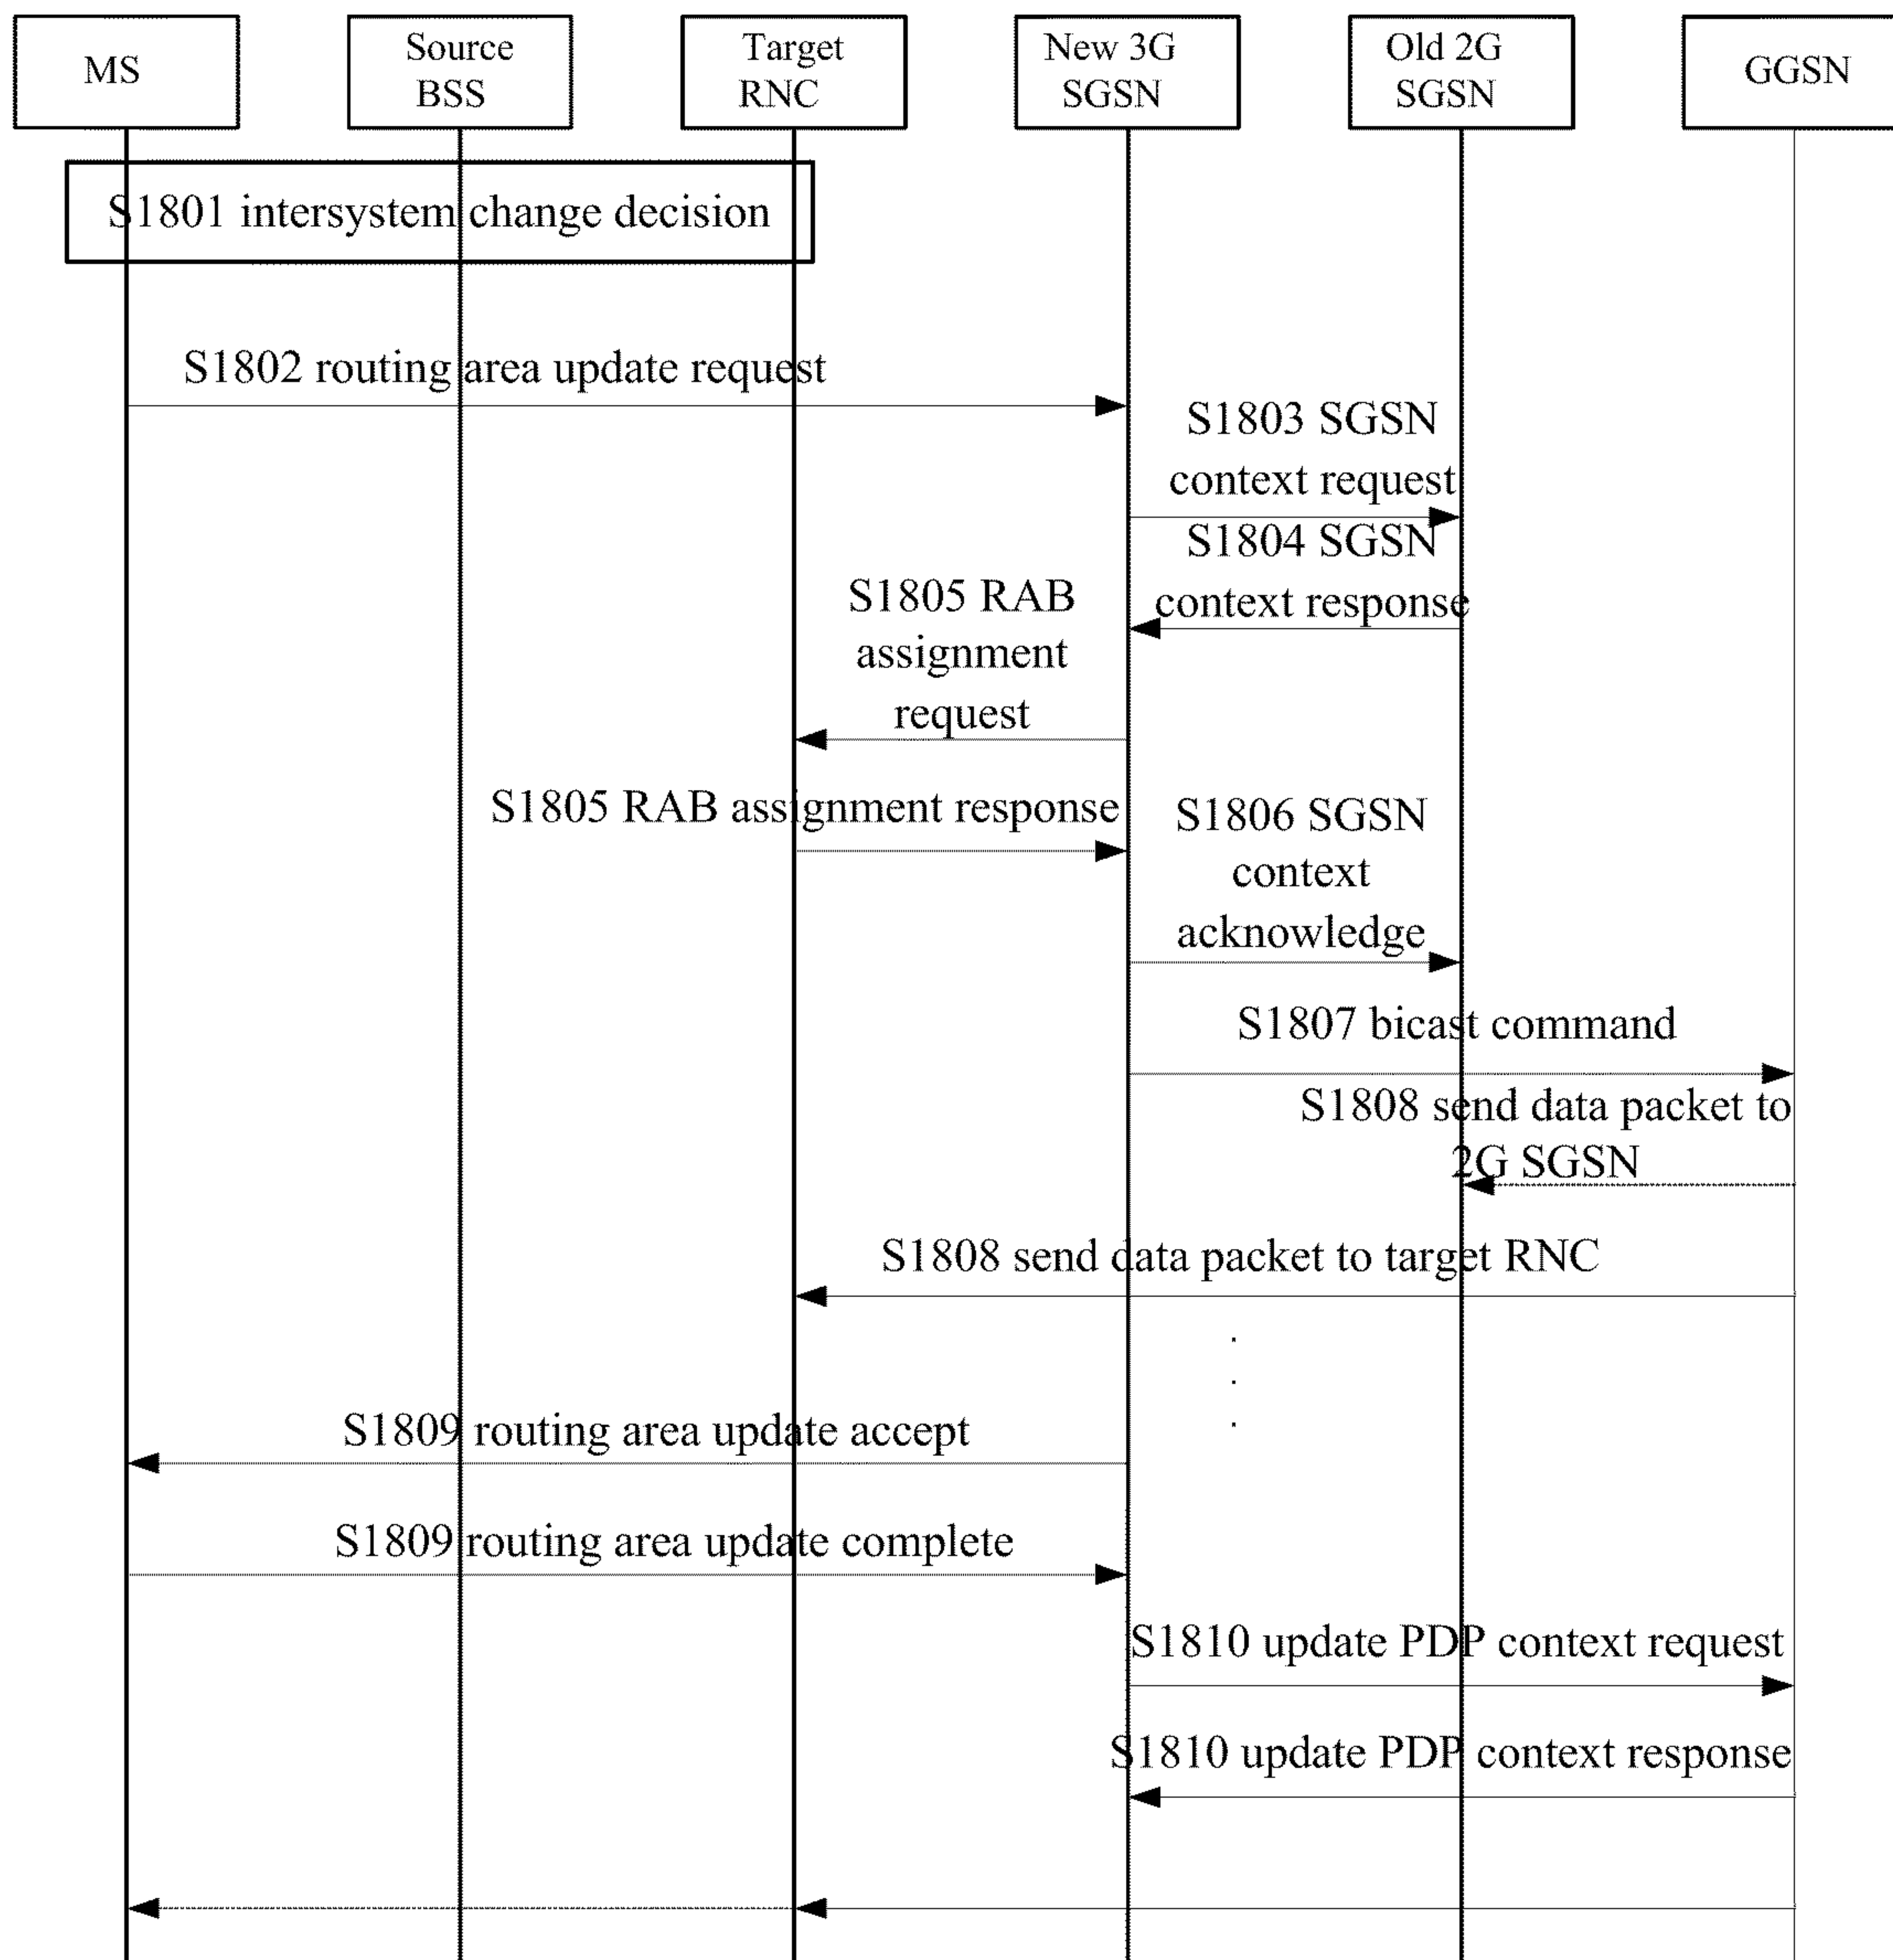 MS
Source
BSS
Target
RNC
New 3G
SGSN
Old 2G
SGSN
GGSN
S1801 intersystem change decision
S1802 routing area update request
S1803 SGSN
context request
S1804 SGSN
context response
S1805 RAB
assignment
request
S1805 RAB assignment response
S1806 SGSN
context
acknowledge
S1807 bicast command
S1808 send data packet to
2G SGSN
S1808 send data packet to target RNC
S1809 routing area update accept
S1809 routing area update complete
S1810 update PDP context request
S1810 update PDP context response